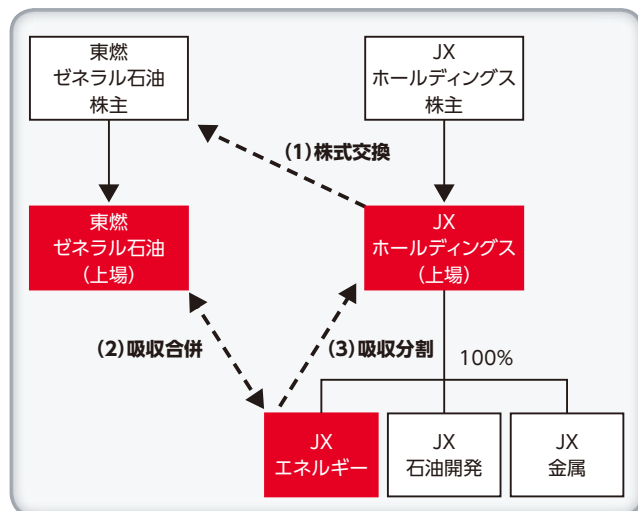 東燃
ゼネラル石油
株主
JX
ホールディングス
株主
(1)株式交換
東燃
ゼネラル石油
(上場)
JX
ホールディングス
(上場)
(2)吸収合併
(3)吸収分割
100%
JX
エネルギー
JX
石油開発
JX
金属